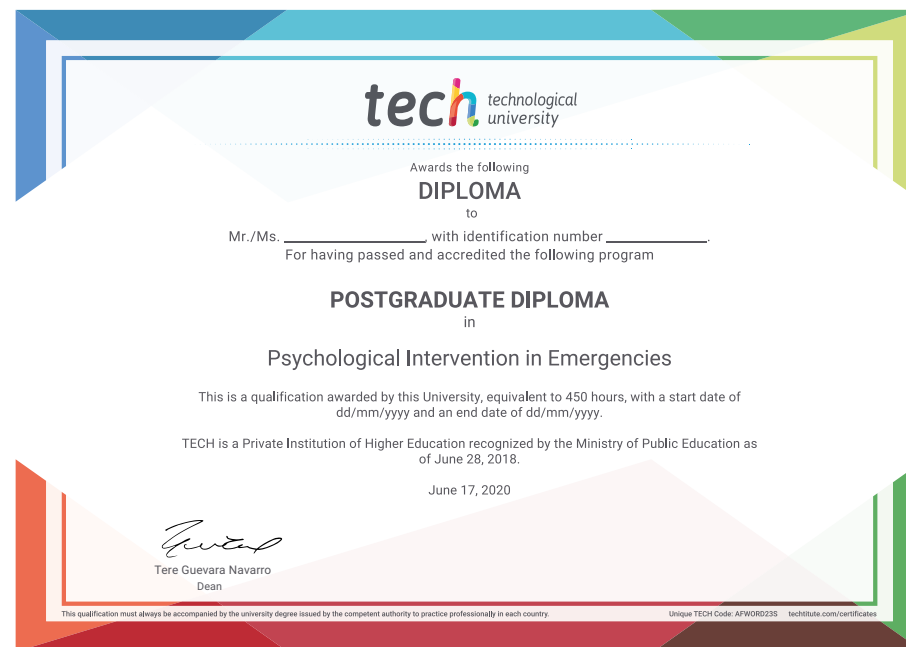 tech technological
university
Awards the following
DIPLOMA
to
Mr./Ms. ____________________, with identification number ______________.
For having passed and accredited the following program
POSTGRADUATE DIPLOMA
in
Psychological Intervention in Emergencies
This is a qualification awarded by this University, equivalent to 450 hours, with a start date of
dd/mm/yyyy and an end date of dd/mm/yyyy.
TECH is a Private Institution of Higher Education recognized by the Ministry of Public Education as
of June 28, 2018.
June 17, 2020
Tere Guevara Navarro
Dean
This qualification must always be accompanied by the university degree issued by the competent authority to practice professionally in each country.
Unique TECH Code: AFWORD23S techtitute.com/certificates